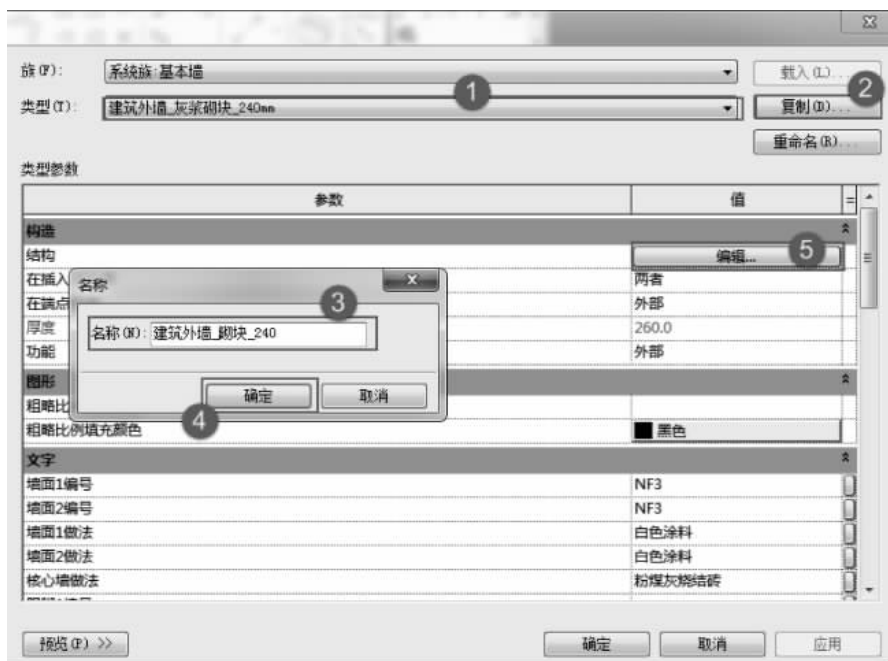 族(F): 系统族:基本墙 载入(L)...
类型(T): 建筑外墙_灰浆砌块_240mm 1 复制(D)... 2
重命名(R)...
类型参数
参数 值 =
构造
结构 编辑... 5
在插入 两者
在端点 外部
厚度 260.0
功能 外部
名称
3
名称(N): 建筑外墙_砌块_240
确定 取消
4
图形
粗略比
粗略比例填充颜色 黑色
文字
墙面1编号 NF3
墙面2编号 NF3
墙面1做法 白色涂料
墙面2做法 白色涂料
核心墙做法 粉煤灰烧结砖
预览(P) >> 确定 取消 应用